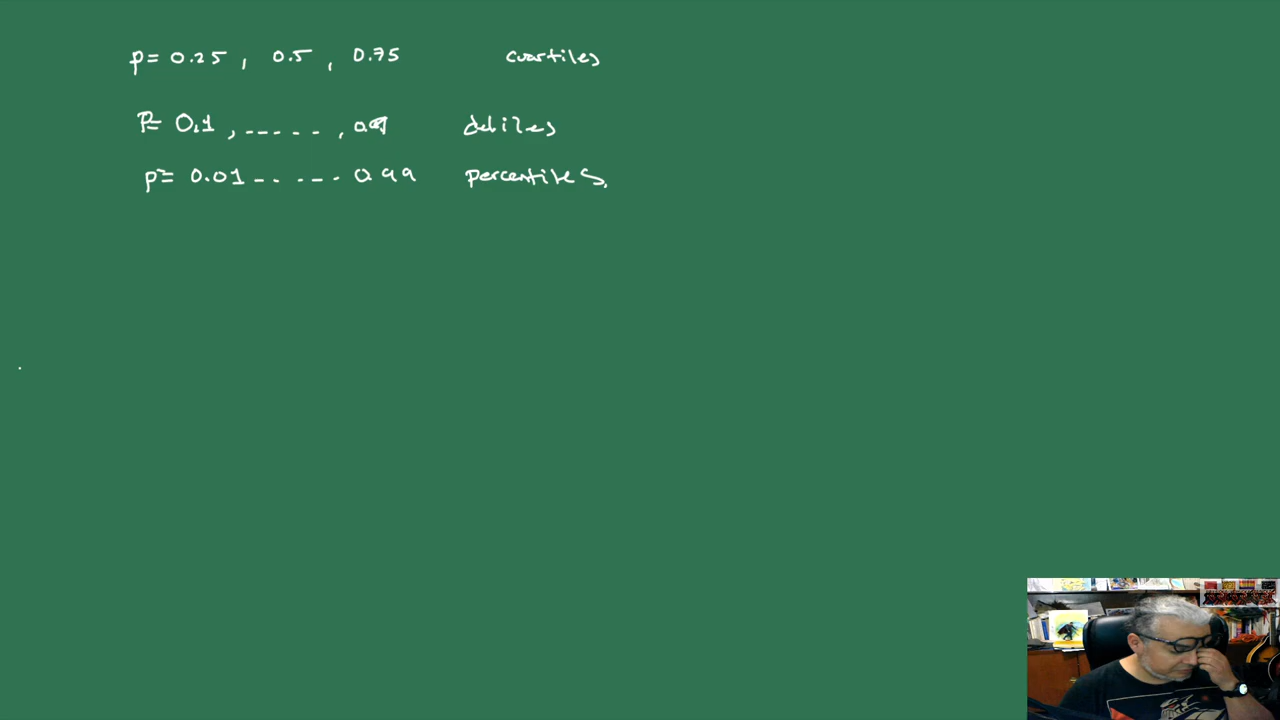 p= 0.25 , 0.5 , 0.75 cuartiles
P= 0.1 , ----- , 0.9 deciles
p= 0.01 -- --- - 0.99 percentiles,